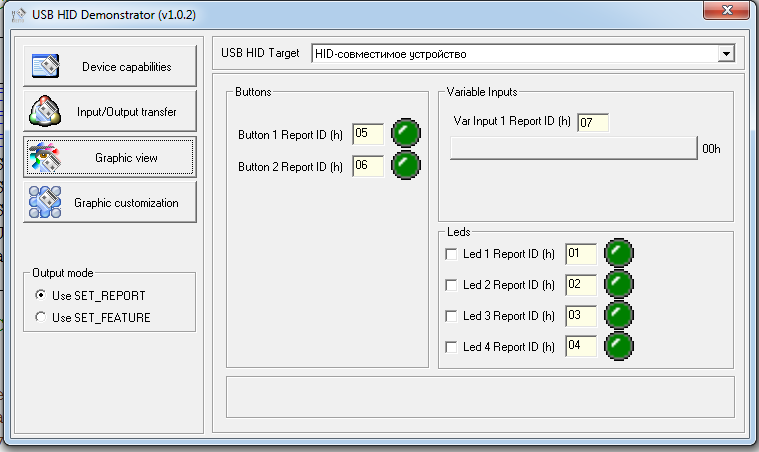 USB HID Demonstrator (v1.0.2)
Device capabilities
Input/Output transfer
Graphic view
Graphic customization
Output mode
Use SET_REPORT
Use SET_FEATURE
USB HID Target HID-совместимое устройство
Buttons
Button 1 Report ID (h) 05
Button 2 Report ID (h) 06
Variable Inputs
Var Input 1 Report ID (h) 07
00h
Leds
Led 1 Report ID (h) 01
Led 2 Report ID (h) 02
Led 3 Report ID (h) 03
Led 4 Report ID (h) 04